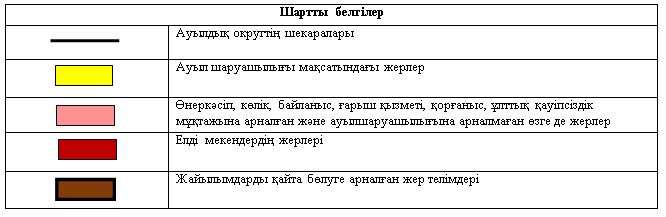 Шартты белгілер
Ауылдық округтің шекаралары
Ауыл шаруашылығы мақсатындағы жерлер
Өнеркәсіп, көлік, байланыс, ғарыш қызметі, қорғаныс, ұлттық қауіпсіздік
мұқтажына арналған және ауылшаруашылығына арналмаған өзге де жерлер
Елді мекендердің жерлері
Жайылымдарды қайта бөлуге арналған жер телімдері